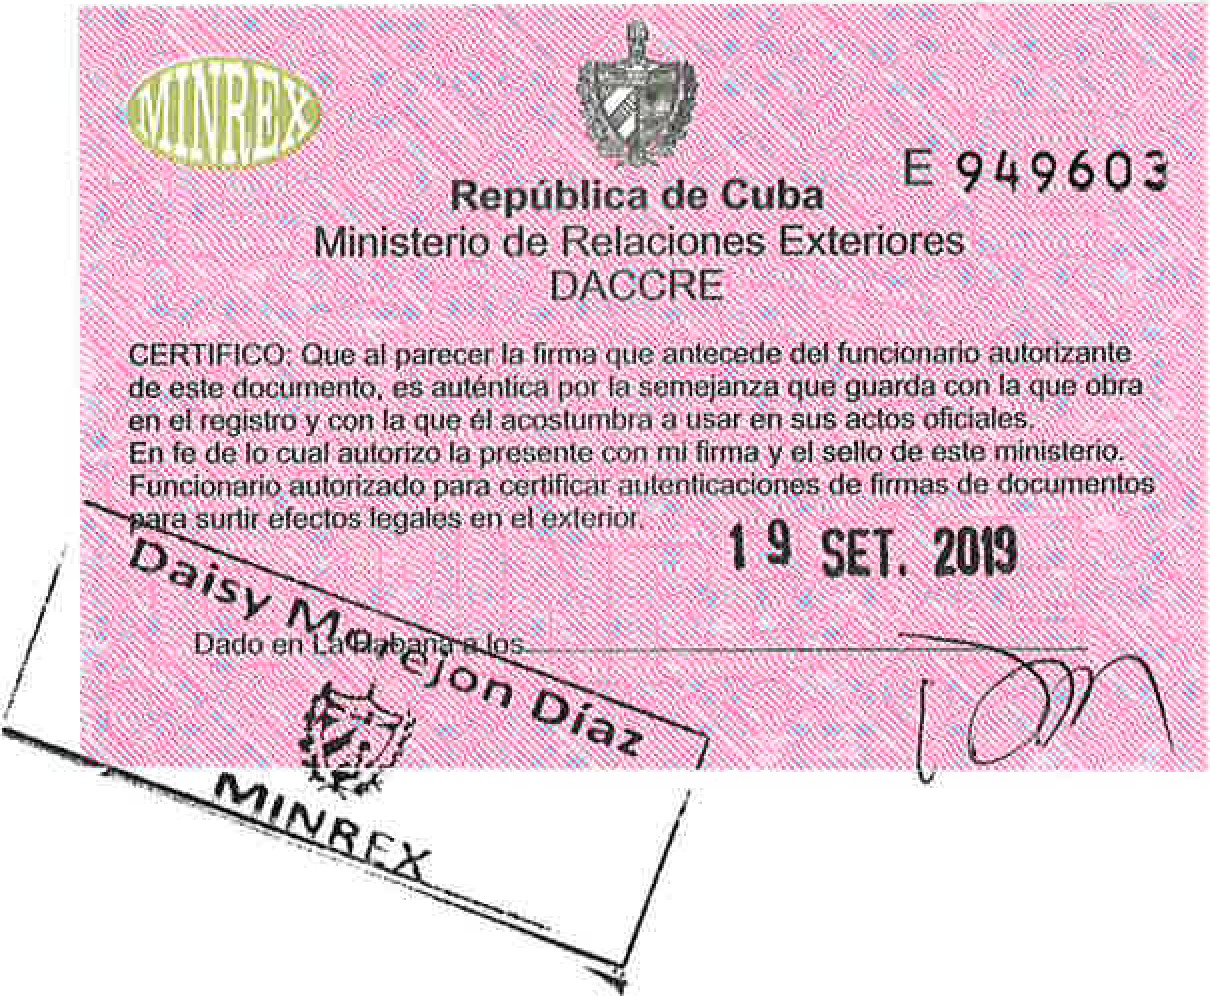 MINREX
E 949603
República de Cuba
Ministerio de Relaciones Exteriores
DACCRE
CERTIFICO: Que al parecer la firma que antecede del funcionario autorizante
de este documento, es auténtica por la semejanza que guarda con la que obra
en el registro y con la que él acostumbra a usar en sus actos oficiales.
En fe de lo cual autorizo la presente con mi firma y el sello de este ministerio.
Funcionario autorizado para certificar autenticaciones de firmas de documentos
para surtir efectos legales en el exterior.
19 SET. 2019
Dado en La Habana a los
Daisy Morejon Díaz
MINREX